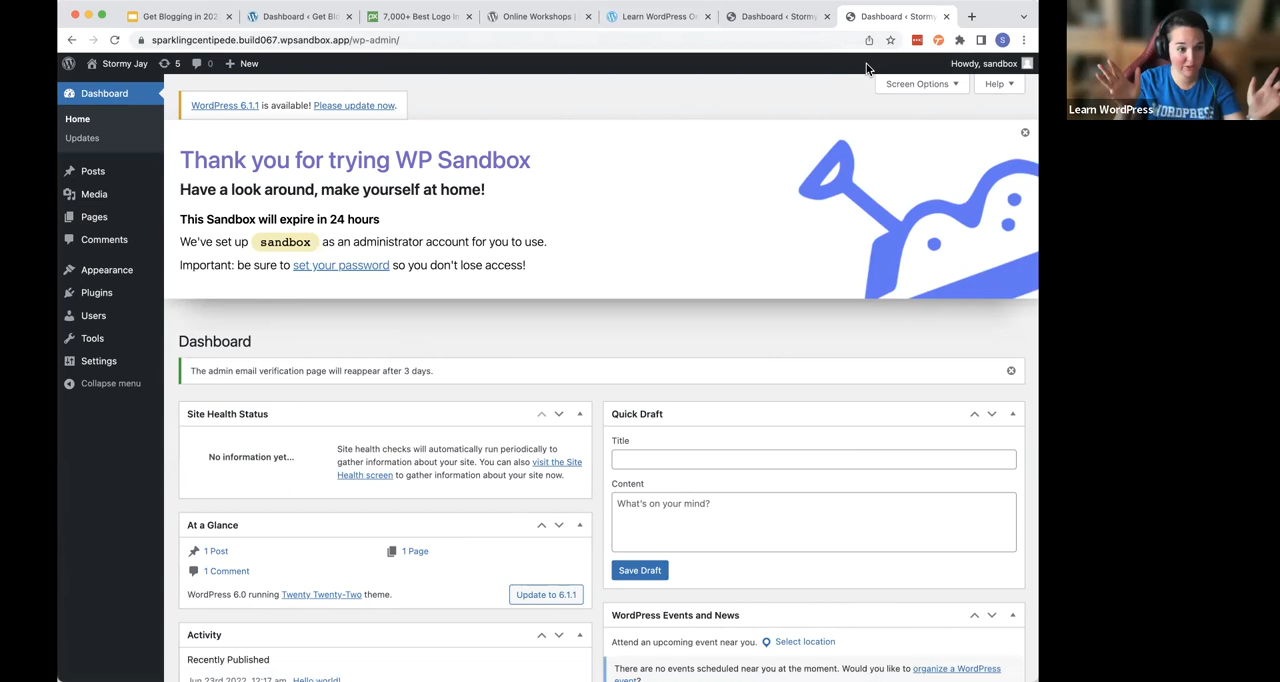 Get Blogging in 202
Dashboard ‹ Get Bl
7,000+ Best Logo In
Online Workshops |
Learn WordPress O
Dashboard ‹ Stormy
Dashboard ‹ Stormy
sparklingcentipede.build067.wpsandbox.app/wp-admin/
S
Stormy Jay
5
0
New
Howdy, sandbox
Dashboard
Home
Updates
Posts
Media
Pages
Comments
Appearance
Plugins
Users
Tools
Settings
Collapse menu
Screen Options
Help
WordPress 6.1.1 is available! Please update now.
Thank you for trying WP Sandbox
Have a look around, make yourself at home!
This Sandbox will expire in 24 hours
We've set up sandbox as an administrator account for you to use.
Important: be sure to set your password so you don't lose access!
Dashboard
The admin email verification page will reappear after 3 days.
Site Health Status
No information yet...
Site health checks will automatically run periodically to
gather information about your site. You can also visit the Site
Health screen to gather information about your site now.
At a Glance
1 Post
1 Page
1 Comment
WordPress 6.0 running Twenty Twenty-Two theme.
Update to 6.1.1
Activity
Recently Published
Jun 23rd 2022, 12:17 am Hello world!
Quick Draft
Title
Content
What's on your mind?
Save Draft
WordPress Events and News
Attend an upcoming event near you.
Select location
There are no events scheduled near you at the moment. Would you like to organize a WordPress
event?
Learn WordPress
WORDPRESS